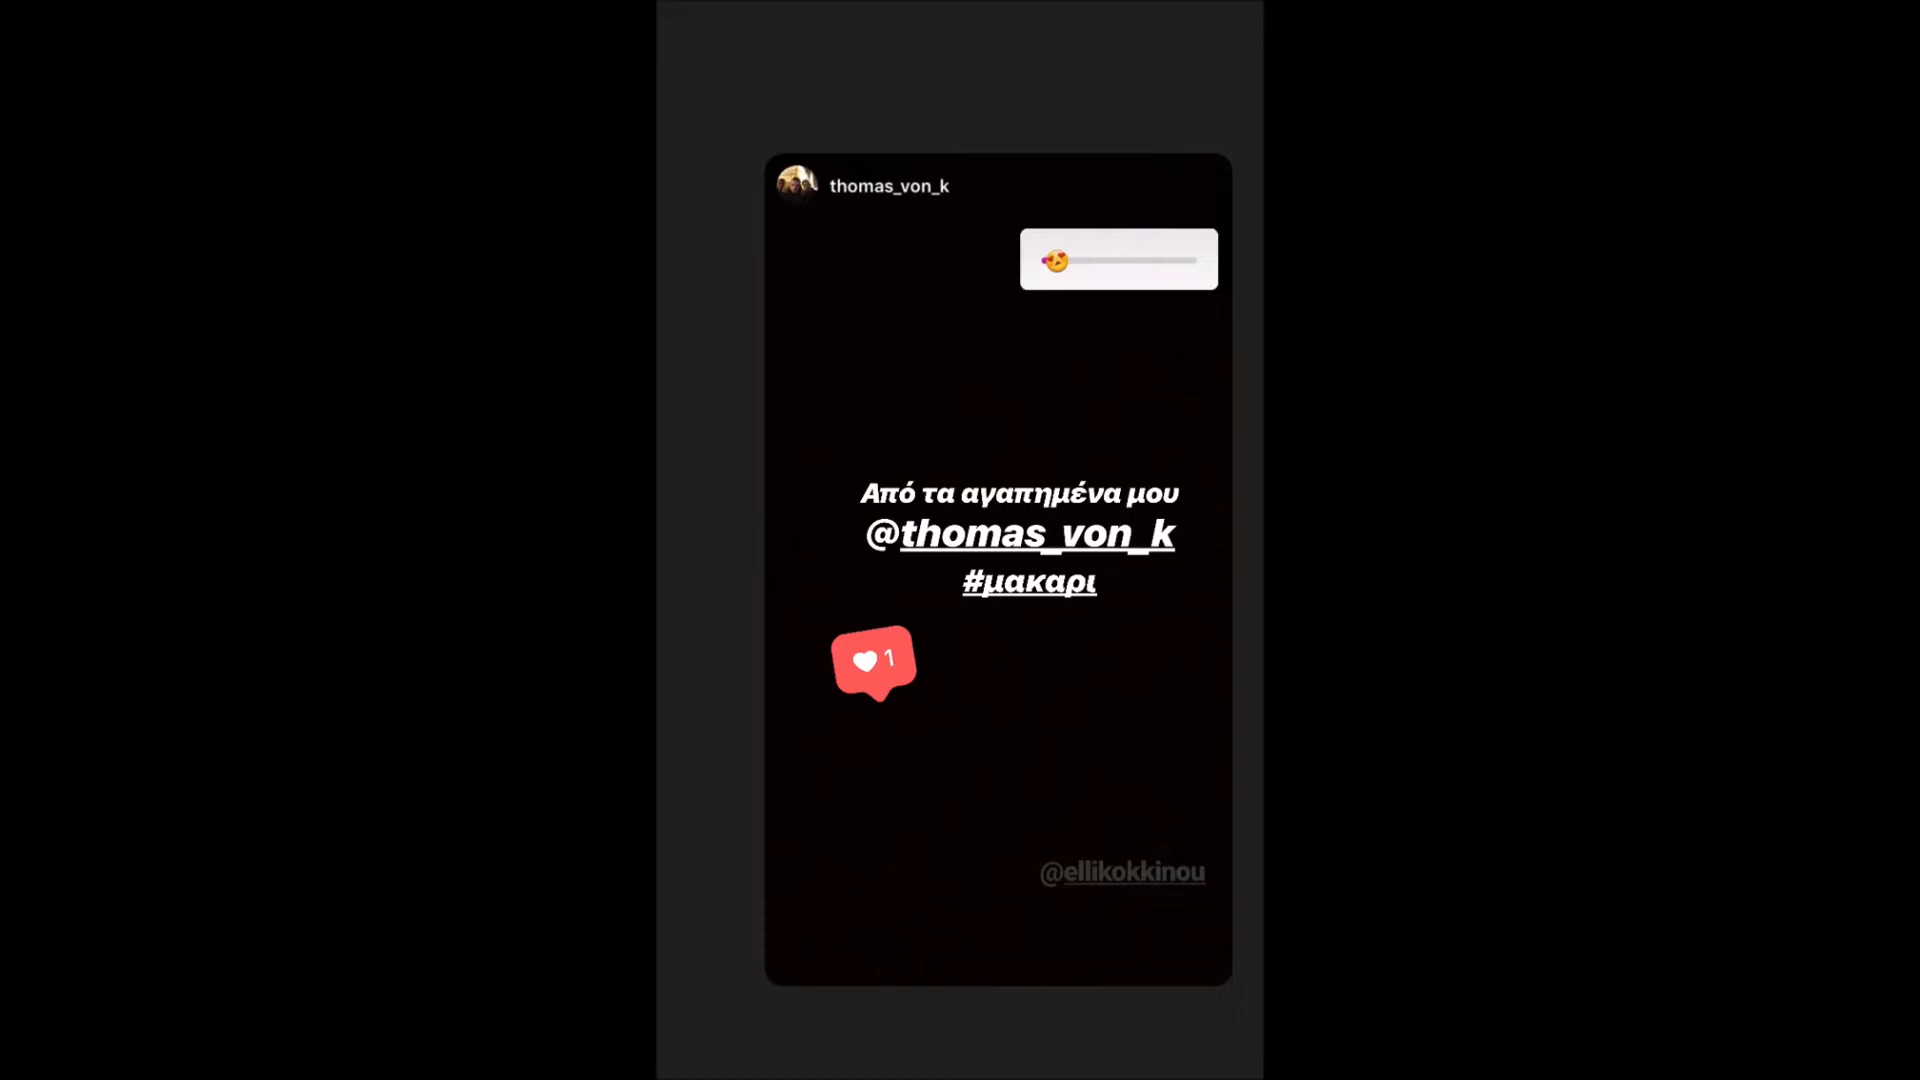 thomas_von_k
Από τα αγαπημένα μου
@thomas_von_k
#μακαρι
1
@ellikokkinou